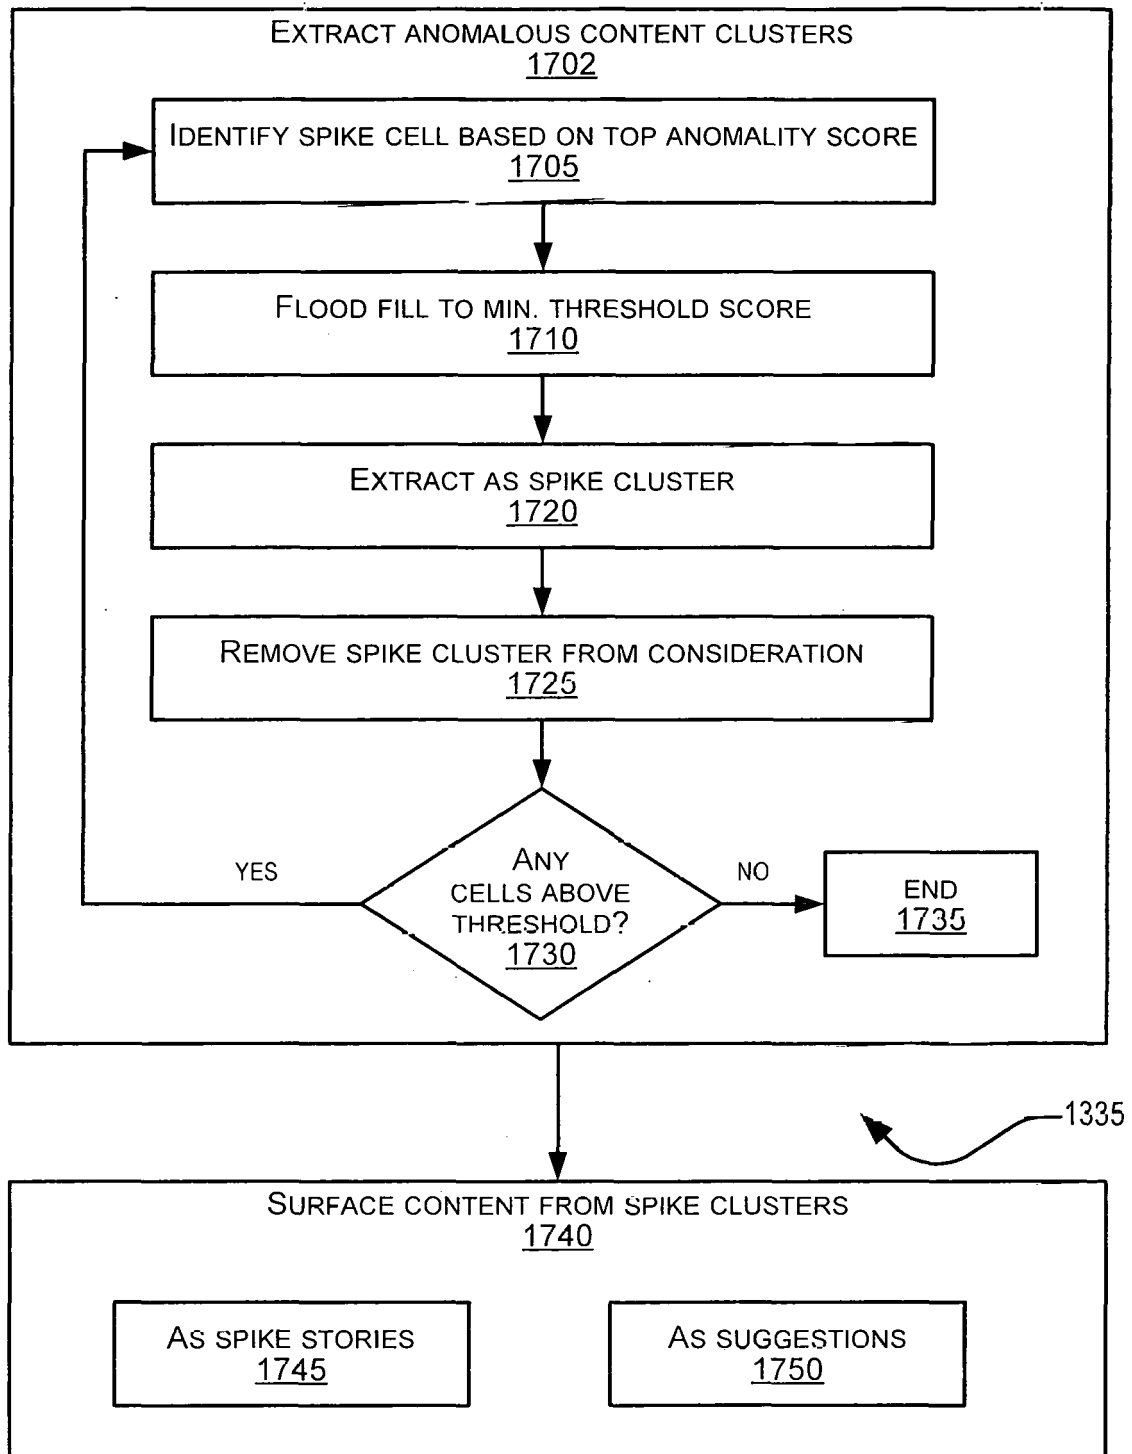 EXTRACT ANOMALOUS CONTENT CLUSTERS
1702
IDENTIFY SPIKE CELL BASED ON TOP ANOMALITY SCORE
1705
FLOOD FILL TO MIN. THRESHOLD SCORE
1710
EXTRACT AS SPIKE CLUSTER
1720
REMOVE SPIKE CLUSTER FROM CONSIDERATION
1725
YES
ANY
CELLS ABOVE
THRESHOLD?
1730
NO
END
1735
1335
SURFACE CONTENT FROM SPIKE CLUSTERS
1740
AS SPIKE STORIES
1745
AS SUGGESTIONS
1750